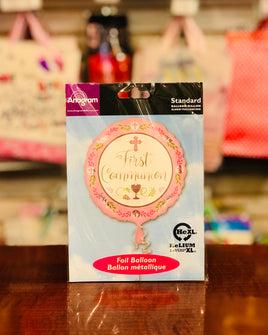 Anagram
Standard
First
Communion
HeXL
Foil Balloon
Ballon métallique